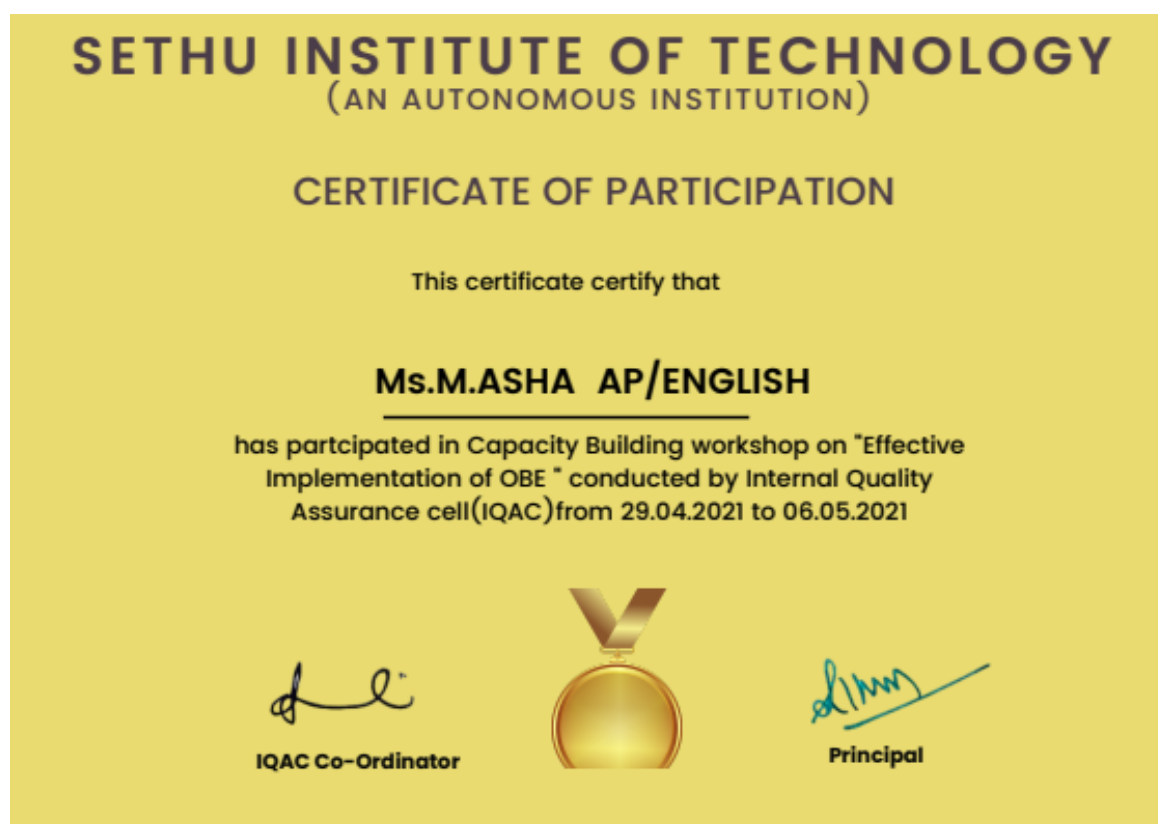 SETHU INSTITUTE OF TECHNOLOGY
(AN AUTONOMOUS INSTITUTION)
CERTIFICATE OF PARTICIPATION
This certificate certify that
Ms.M.ASHA AP/ENGLISH
has partcipated in Capacity Building workshop on "Effective
Implementation of OBE " conducted by Internal Quality
Assurance cell(IQAC)from 29.04.2021 to 06.05.2021
IQAC Co-Ordinator
Principal